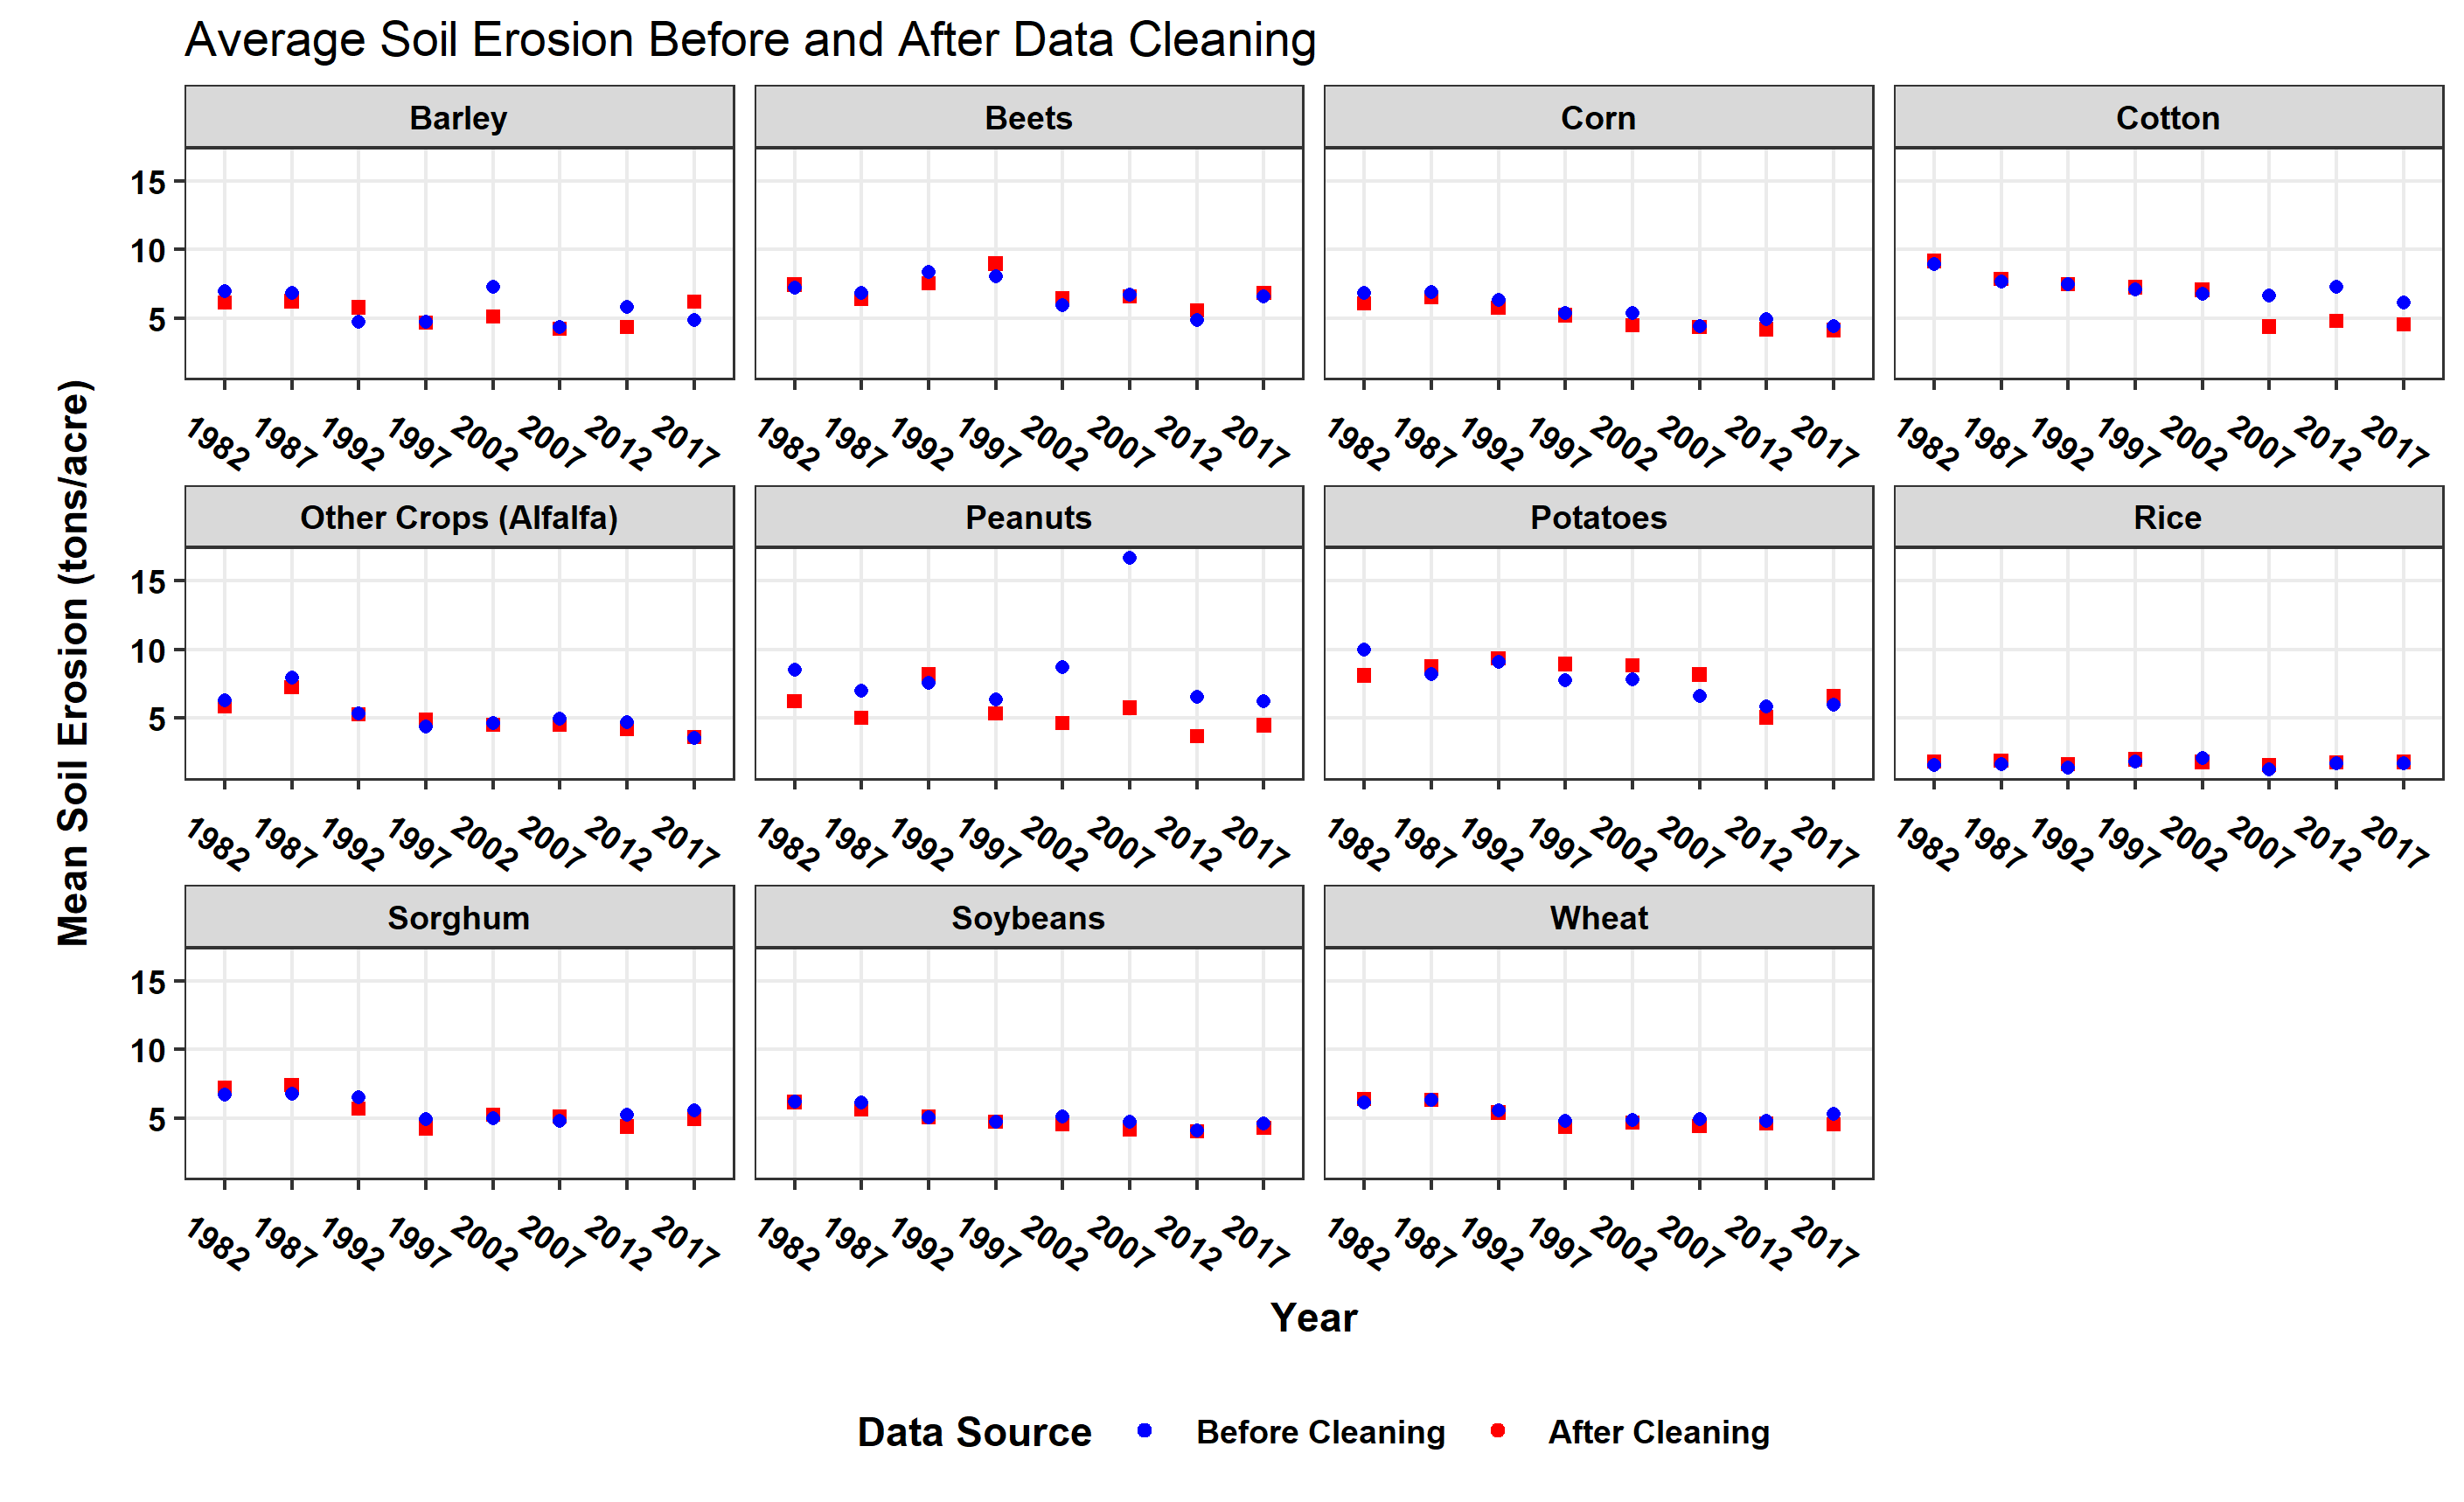 Average Soil Erosion Before and After Data Cleaning
Barley
Beets
Corn
Cotton
15
10
5
1982 1987 1992 1997 2002 2007 2012 2017
1982 1987 1992 1997 2002 2007 2012 2017
1982 1987 1992 1997 2002 2007 2012 2017
1982 1987 1992 1997 2002 2007 2012 2017
Mean Soil Erosion (tons/acre)
Other Crops (Alfalfa)
Peanuts
Potatoes
Rice
15
10
5
1982 1987 1992 1997 2002 2007 2012 2017
1982 1987 1992 1997 2002 2007 2012 2017
1982 1987 1992 1997 2002 2007 2012 2017
1982 1987 1992 1997 2002 2007 2012 2017
Sorghum
Soybeans
Wheat
15
10
5
1982 1987 1992 1997 2002 2007 2012 2017
1982 1987 1992 1997 2002 2007 2012 2017
1982 1987 1992 1997 2002 2007 2012 2017
Year
Data Source Before Cleaning After Cleaning